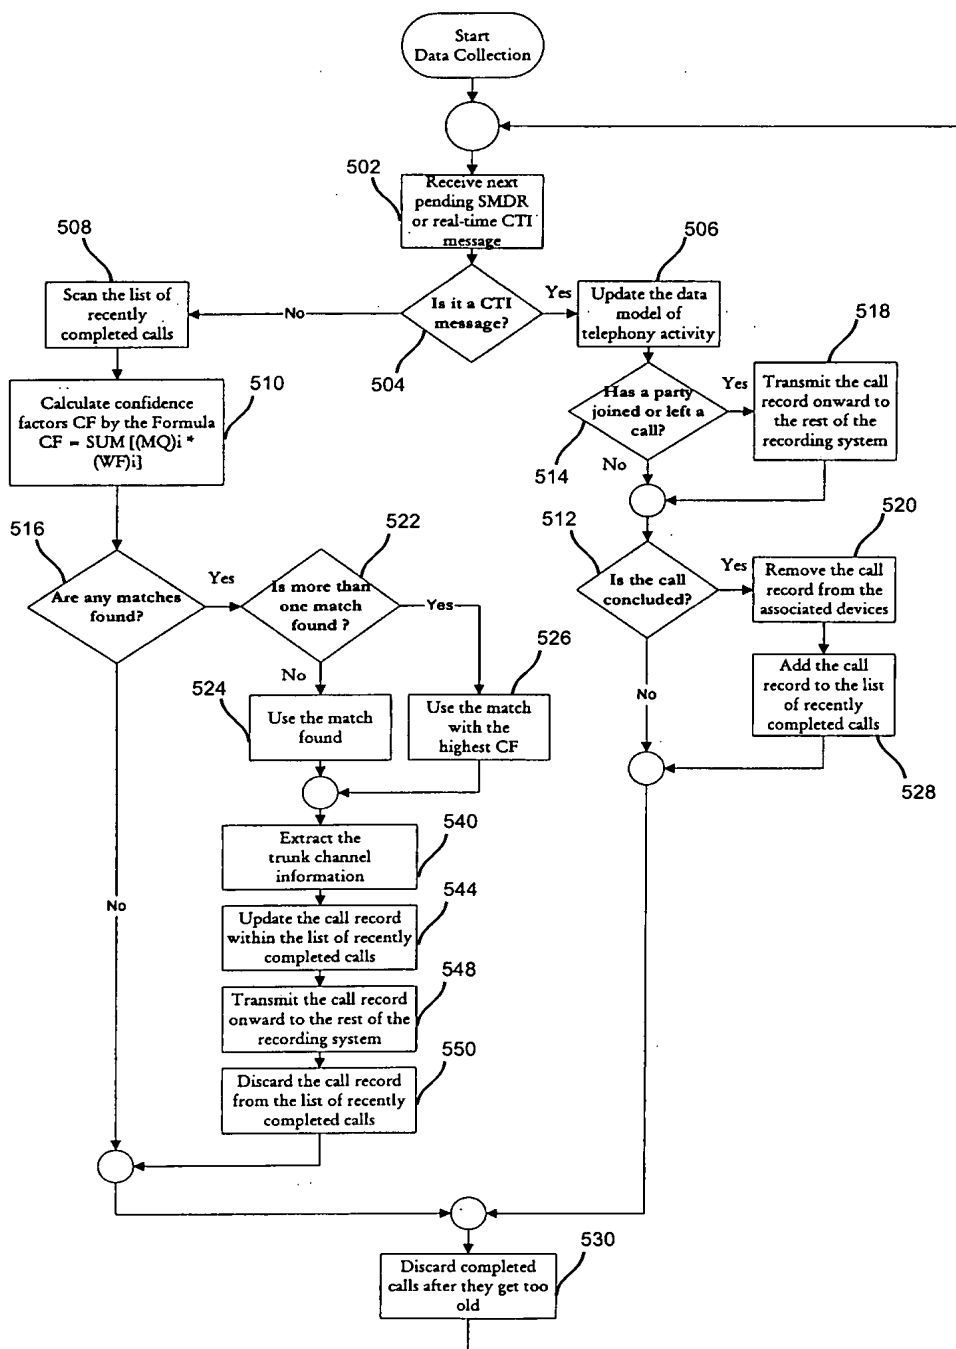 Start
Data Collection
502
Receive next
pending SMDR
or real-time CTI
message
508
506
Scan the list of
recently
completed calls
No
Is it a CTI
message?
Yes
Update the data
model of
telephony activity
504
518
510
Calculate confidence
factors CF by the Formula
CF = SUM [(MQ)i *
(WF)i]
Has a party
joined or left a
call?
Yes
Transmit the call
record onward to
the rest of the
recording system
514
No
516
522
512
520
Are any matches
found?
Yes
Is more than
one match
found ?
Yes
Is the call
concluded?
Yes
Remove the call
record from the
associated devices
No
526
524
Use the match
found
Use the match
with the
highest CF
No
Add the call
record to the list
of recently
completed calls
528
Extract the
trunk channel
information
540
No
Update the call record
within the list of recently
completed calls
544
Transmit the call record
onward to the rest of the
recording system
548
Discard the call record
from the list of recently
completed calls
550
530
Discard completed
calls after they get too
old